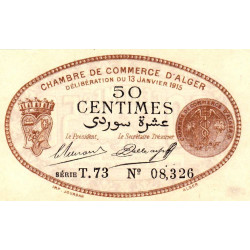 CHAMBRE DE COMMERCE D'ALGER
DÉLIBÉRATION DU 13 JANVIER 1915
50
CENTIMES
عشرة سوردي
Le Président, Le Secrétaire Trésorier,
SÉRIE T.73 Nº 08,326